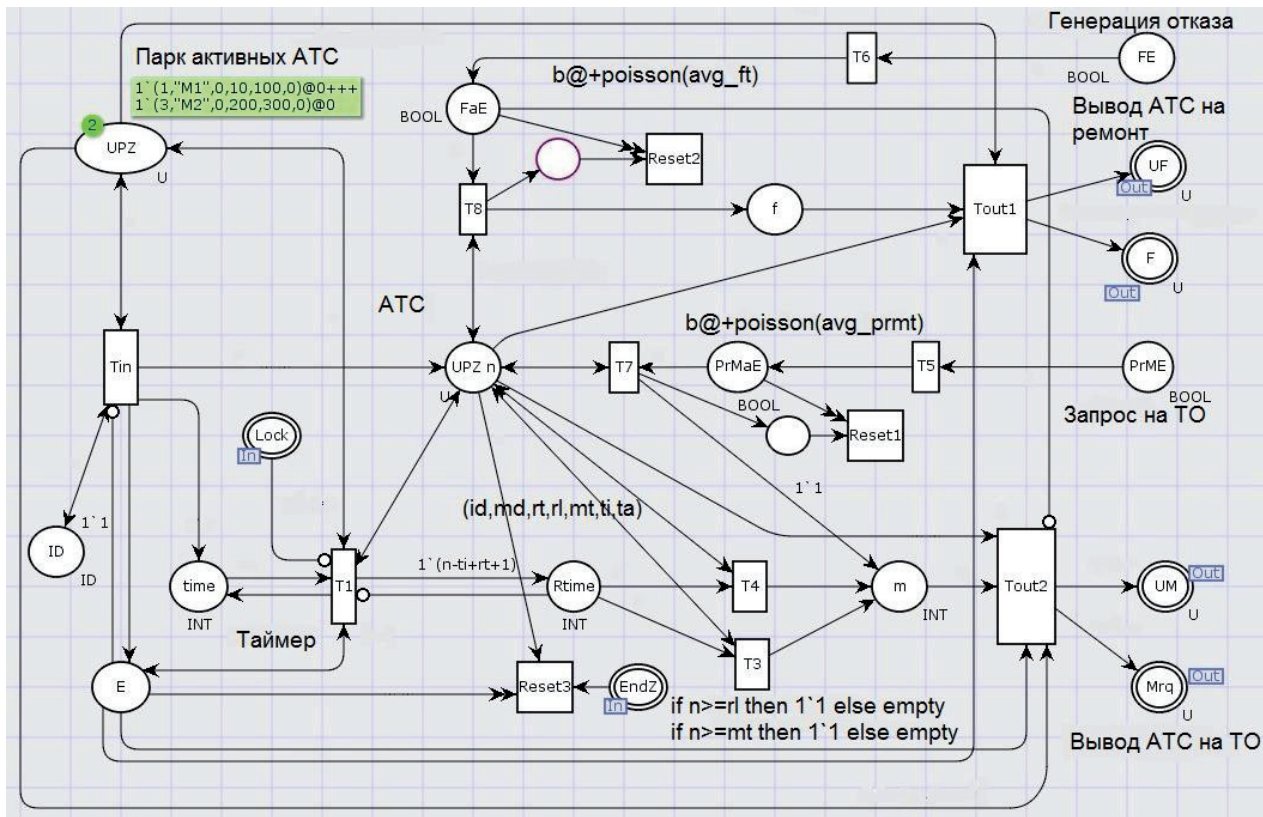 Генерация отказа
Парк активных АТС
1`(1,"M1",0,10,100,0)@0+++
1`(3,"M2",0,200,300,0)@0
2
UPZ
U
T6
FE
BOOL
b@+poisson(avg_ft)
FaE
BOOL
Вывод АТС на
ремонт
Reset2
UF
Out
U
T8
f
Tout1
F
Out
U
АТС
b@+poisson(avg_prmt)
Tin
UPZ n
U
T7
PrMaE
BOOL
T5
PrME
BOOL
Запрос на ТО
Lock
In
Reset1
1`1
(id,md,rt,rl,mt,ti,ta)
1`1
ID
ID
time
INT
T1
1`(n-ti+rt+1)
Rtime
INT
T4
m
INT
Tout2
UM
Out
U
Таймер
T3
E
Reset3
EndZ
In
Mrq
Out
U
if n>=rl then 1`1 else empty
if n>=mt then 1`1 else empty
Вывод АТС на ТО